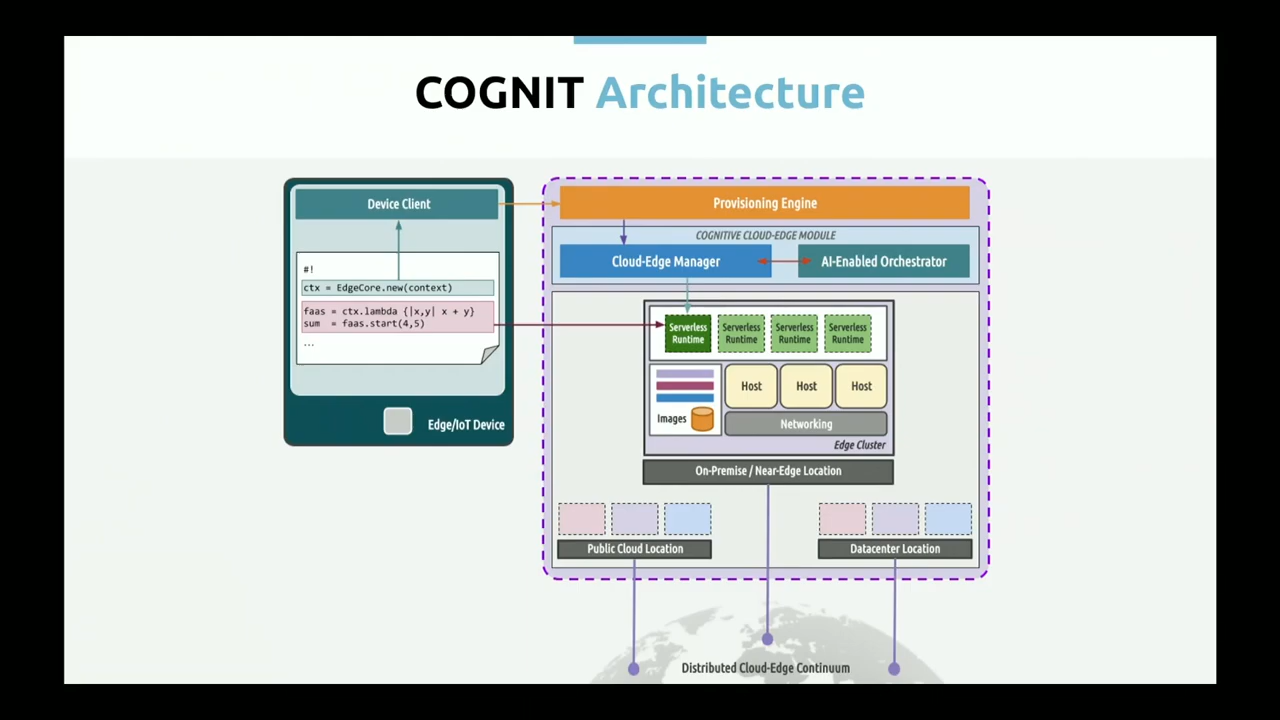 COGNIT Architecture
Device Client
#!
ctx = EdgeCore.new(context)
faas = ctx.lambda {|x,y| x + y}
sum = faas.start(4,5)
...
Edge/IoT Device
Provisioning Engine
COGNITIVE CLOUD-EDGE MODULE
Cloud-Edge Manager
AI-Enabled Orchestrator
Serverless
Runtime
Serverless
Runtime
Serverless
Runtime
Serverless
Runtime
Images
Host
Host
Host
Networking
Edge Cluster
On-Premise / Near-Edge Location
Public Cloud Location
Datacenter Location
Distributed Cloud-Edge Continuum